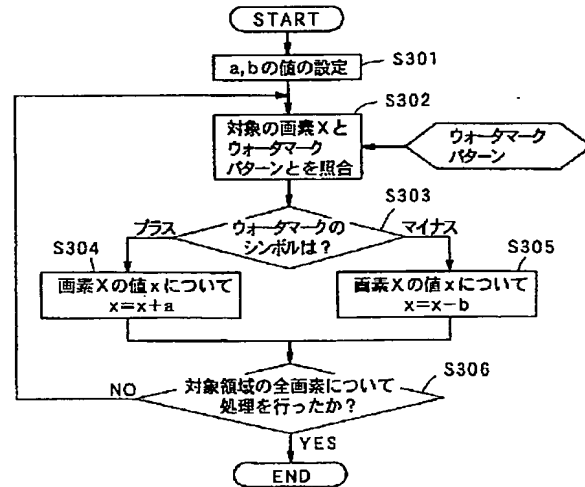 START
S301
a,bの値の設定
S302
対象の画素Xと
ウォータマーク
パターンとを照合
ウォータマーク
パターン
S303
ウォータマークの
シンボルは?
プラス
マイナス
S304
画素Xの値xについて
x=x+a
S305
画素Xの値xについて
x=x-b
S306
対象領域の全画素について
処理を行ったか?
NO
YES
END